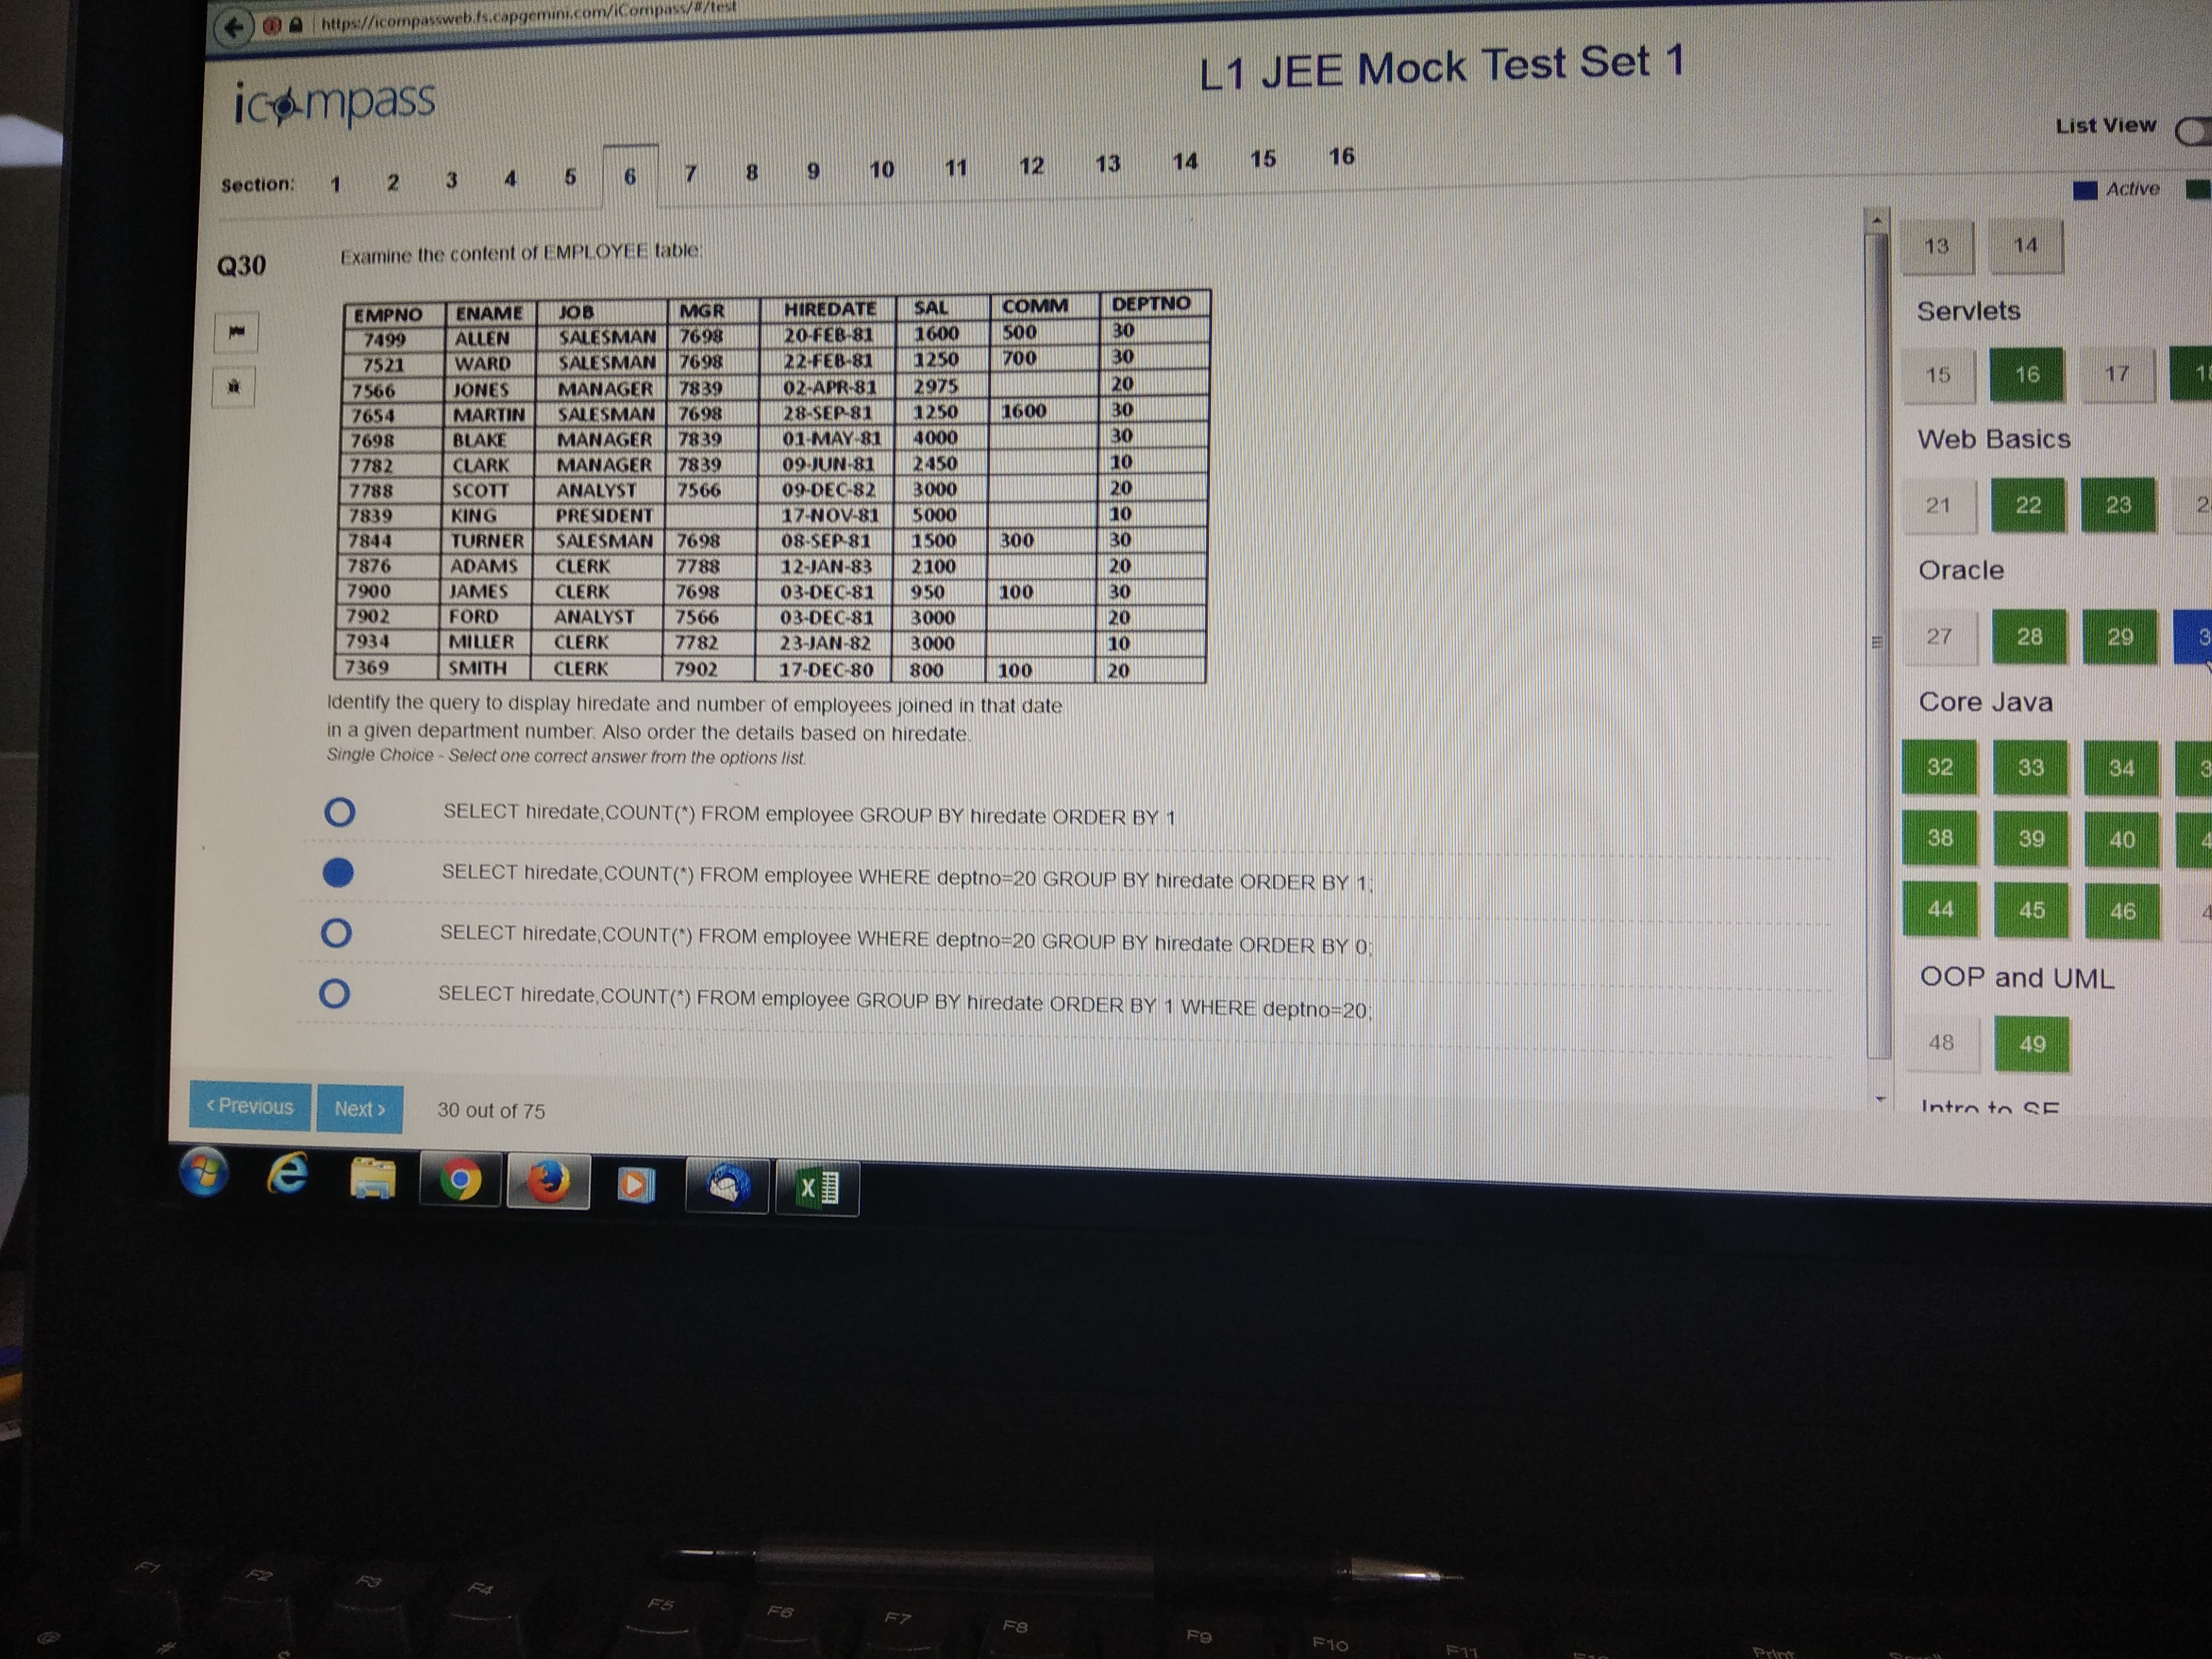 https://icompassweb.fs.capgemini.com/iCompass/#/test
icompass
L1 JEE Mock Test Set 1
List View
Section: 1 2 3 4 5 6 7 8 9 10 11 12 13 14 15 16
Active
Q30
Examine the content of EMPLOYEE table:
EMPNO ENAME JOB MGR HIREDATE SAL COMM DEPTNO
7499 ALLEN SALESMAN 7698 20-FEB-81 1600 500 30
7521 WARD SALESMAN 7698 22-FEB-81 1250 700 30
7566 JONES MANAGER 7839 02-APR-81 2975 20
7654 MARTIN SALESMAN 7698 28-SEP-81 1250 1600 30
7698 BLAKE MANAGER 7839 01-MAY-81 4000 30
7782 CLARK MANAGER 7839 09-JUN-81 2450 10
7788 SCOTT ANALYST 7566 09-DEC-82 3000 20
7839 KING PRESIDENT 17-NOV-81 5000 10
7844 TURNER SALESMAN 7698 08-SEP-81 1500 300 30
7876 ADAMS CLERK 7788 12-JAN-83 2100 20
7900 JAMES CLERK 7698 03-DEC-81 950 100 30
7902 FORD ANALYST 7566 03-DEC-81 3000 20
7934 MILLER CLERK 7782 23-JAN-82 3000 10
7369 SMITH CLERK 7902 17-DEC-80 800 100 20
Identify the query to display hiredate and number of employees joined in that date
in a given department number. Also order the details based on hiredate.
Single Choice - Select one correct answer from the options list.
SELECT hiredate,COUNT(*) FROM employee GROUP BY hiredate ORDER BY 1
SELECT hiredate,COUNT(*) FROM employee WHERE deptno=20 GROUP BY hiredate ORDER BY 1;
SELECT hiredate,COUNT(*) FROM employee WHERE deptno=20 GROUP BY hiredate ORDER BY 0;
SELECT hiredate,COUNT(*) FROM employee GROUP BY hiredate ORDER BY 1 WHERE deptno=20;
< Previous
Next >
30 out of 75
13 14
Servlets
15 16 17
Web Basics
21 22 23
Oracle
27 28 29
Core Java
32 33 34
38 39 40
44 45 46
OOP and UML
48 49
Intro to SE
F1 F2 F3 F4 F5 F6 F7 F8 F9 F10 F11